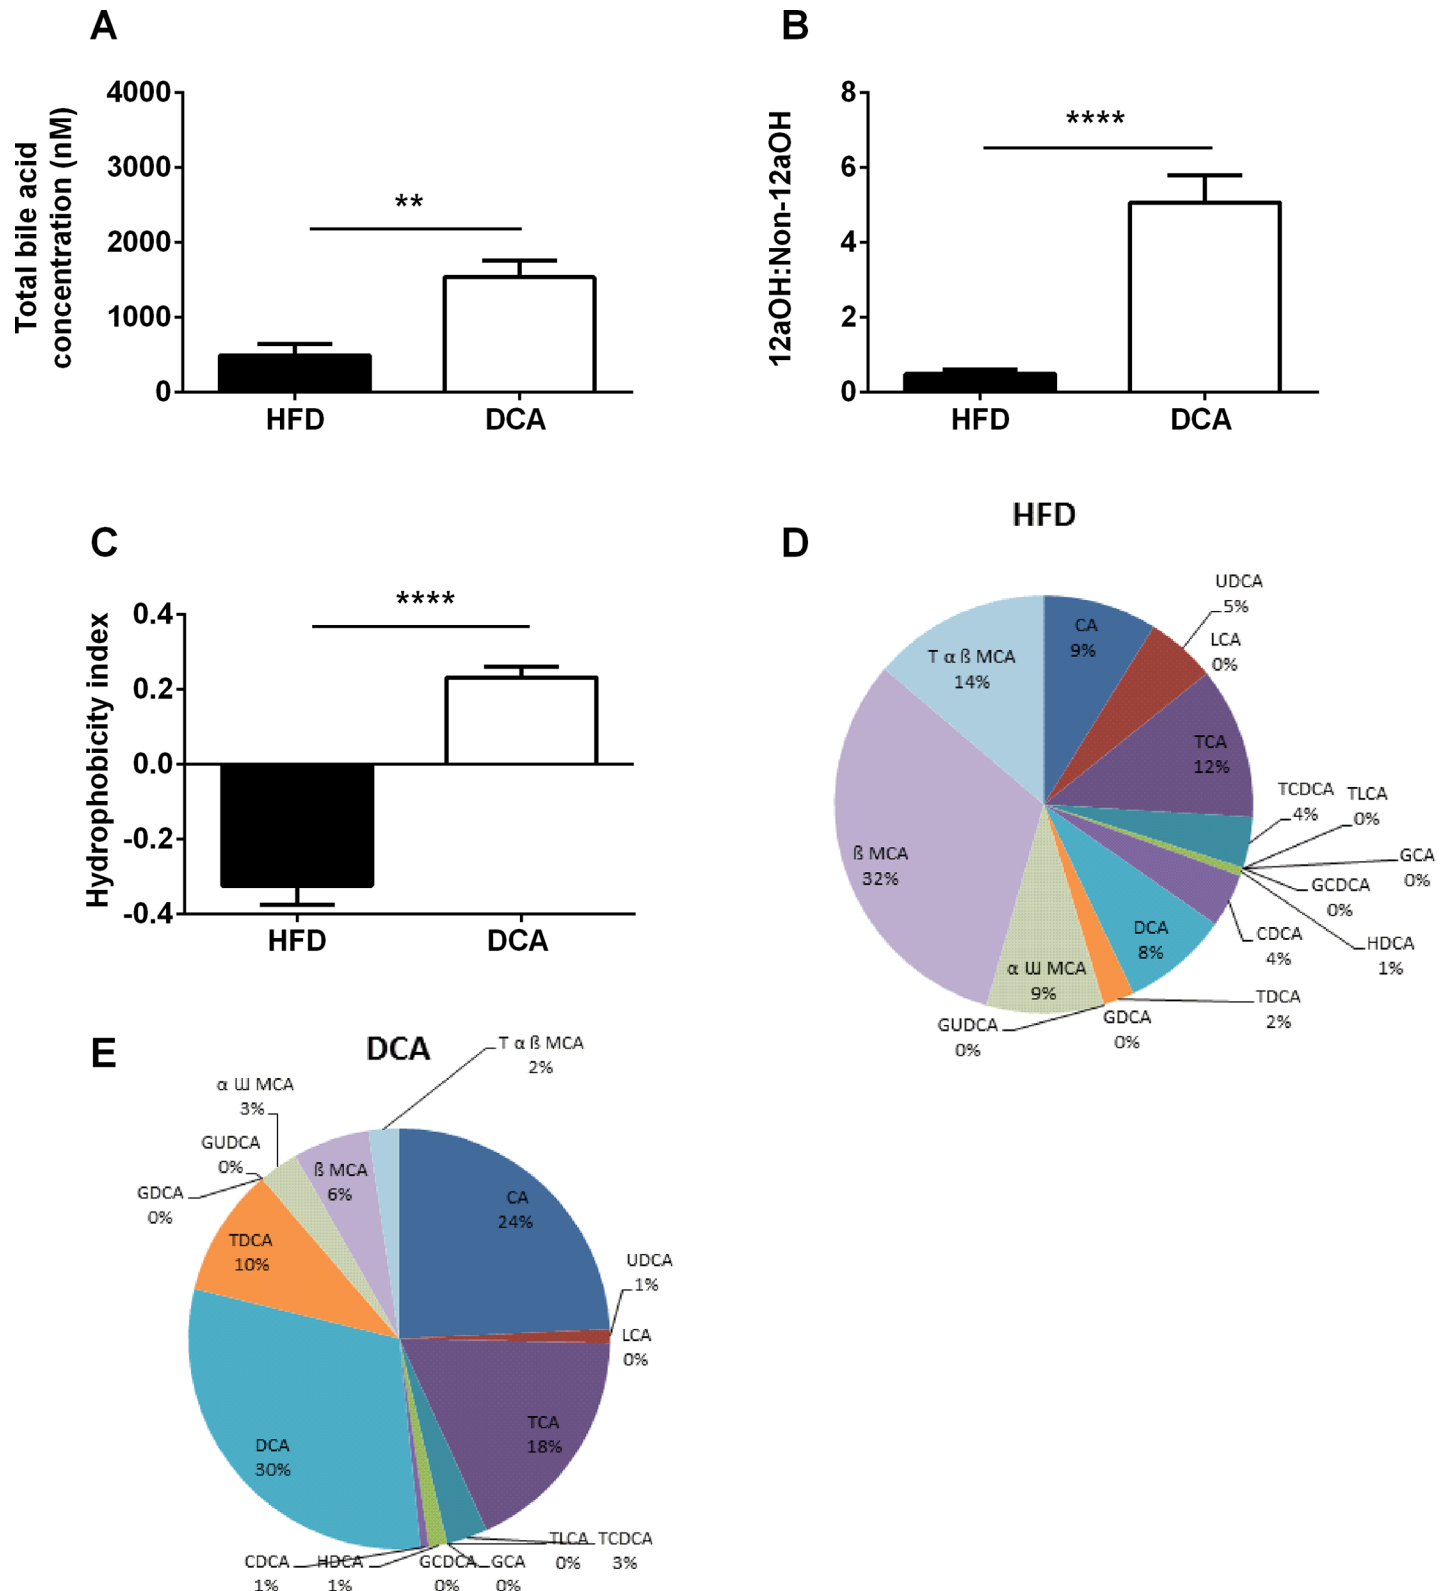 A
Total bile acid
concentration (nM)
4000
3000
2000
1000
0
**
HFD
DCA
B
12aOH:Non-12aOH
8
6
4
2
0
****
HFD
DCA
C
Hydrophobicity index
0.4
0.2
0.0
-0.2
-0.4
****
HFD
DCA
D
HFD
CA
9%
UDCA
5%
LCA
0%
TCA
12%
TCDCA
4%
TLCA
0%
GCA
0%
GCDCA
0%
HDCA
1%
CDCA
4%
DCA
8%
TDCA
2%
GDCA
0%
GUDCA
0%
α Ɯ MCA
9%
ß MCA
32%
T α ß MCA
14%
E
DCA
T α ß MCA
2%
α Ɯ MCA
3%
GUDCA
0%
GDCA
0%
ß MCA
6%
CA
24%
UDCA
1%
LCA
0%
TCA
18%
TDCA
10%
DCA
30%
CDCA
1%
HDCA
1%
GCDCA
0%
GCA
0%
TLCA
0%
TCDCA
3%